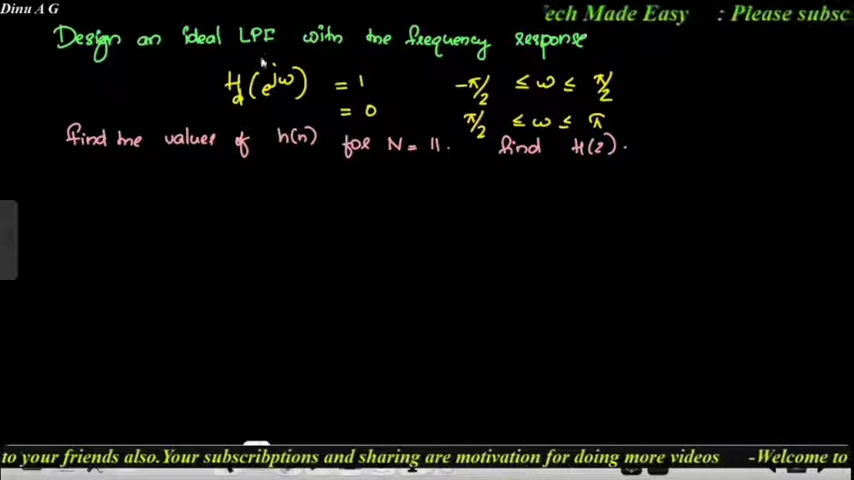 Dinu A G
ech Made Easy : Please subsc
Design an ideal LPF with the frequency response
Hd(e^jω) = 1 -π/2 ≤ ω ≤ π/2
= 0 π/2 ≤ ω ≤ π
find the values of h(n) for N = 11. find H(z).
to your friends also.Your subscribptions and sharing are motivation for doing more videos -Welcome to